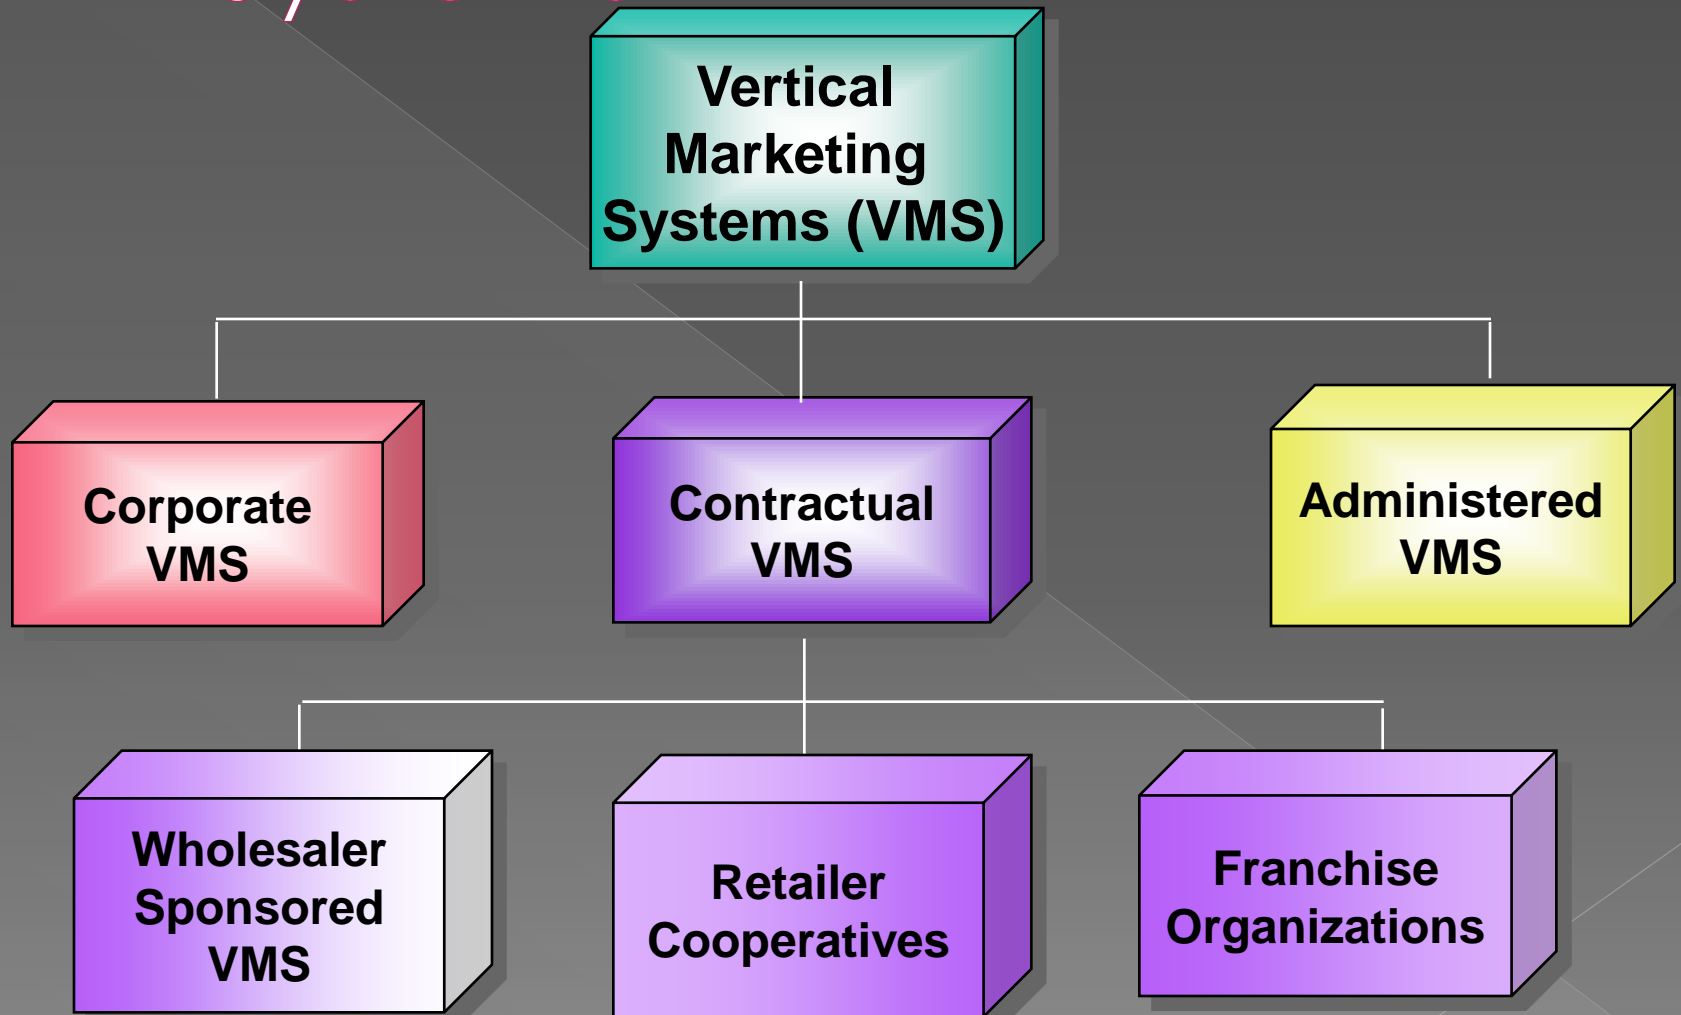 Vertical
Marketing
Systems (VMS)
Corporate
VMS
Contractual
VMS
Administered
VMS
Wholesaler
Sponsored
VMS
Retailer
Cooperatives
Franchise
Organizations